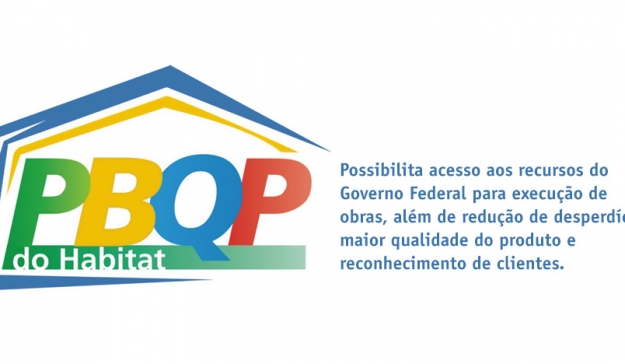 PBQP
do Habitat
Possibilita acesso aos recursos do
Governo Federal para execução de
obras, além de redução de desperdíc
maior qualidade do produto e
reconhecimento de clientes.